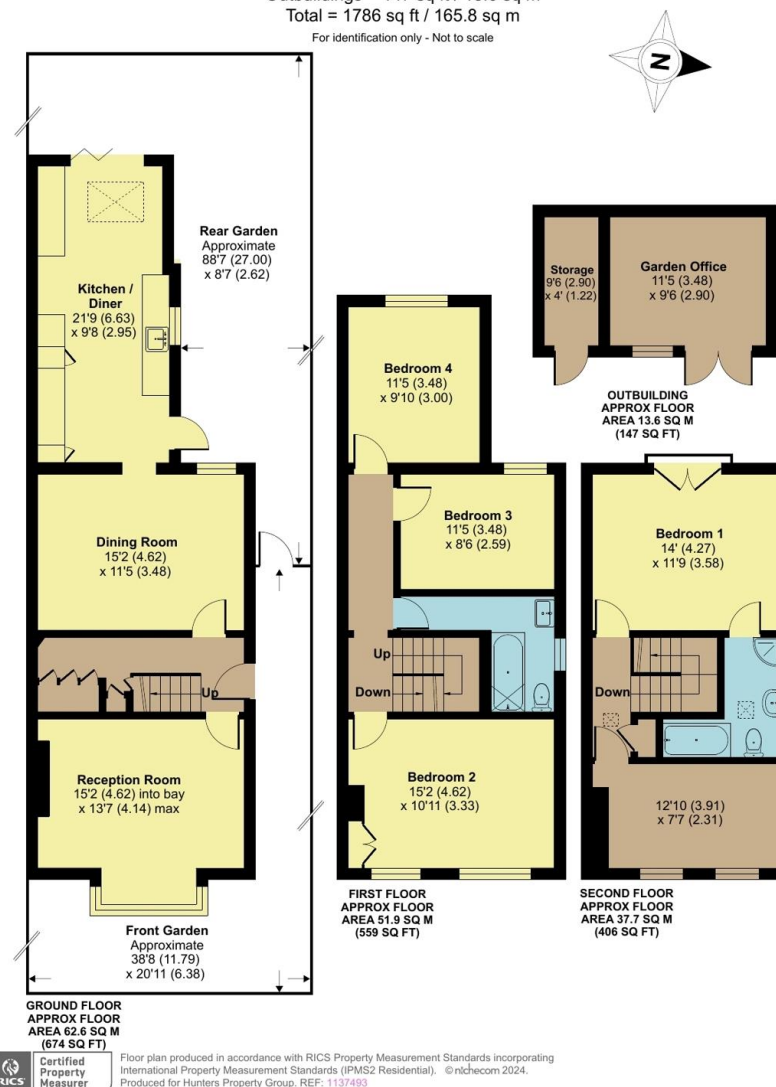 Total = 1786 sq ft / 165.8 sq m
For identification only - Not to scale
N
Rear Garden
Approximate
88'7 (27.00)
x 8'7 (2.62)
Kitchen /
Diner
21'9 (6.63)
x 9'8 (2.95)
Dining Room
15'2 (4.62)
x 11'5 (3.48)
Up
Reception Room
15'2 (4.62) into bay
x 13'7 (4.14) max
Front Garden
Approximate
38'8 (11.79)
x 20'11 (6.38)
GROUND FLOOR
APPROX FLOOR
AREA 62.6 SQ M
(674 SQ FT)
Bedroom 4
11'5 (3.48)
x 9'10 (3.00)
Bedroom 3
11'5 (3.48)
x 8'6 (2.59)
Up
Down
Bedroom 2
15'2 (4.62)
x 10'11 (3.33)
FIRST FLOOR
APPROX FLOOR
AREA 51.9 SQ M
(559 SQ FT)
Storage
9'6 (2.90)
x 4' (1.22)
Garden Office
11'5 (3.48)
x 9'6 (2.90)
OUTBUILDING
APPROX FLOOR
AREA 13.6 SQ M
(147 SQ FT)
Bedroom 1
14' (4.27)
x 11'9 (3.58)
Down
12'10 (3.91)
x 7'7 (2.31)
SECOND FLOOR
APPROX FLOOR
AREA 37.7 SQ M
(406 SQ FT)
RICS
Certified
Property
Measurer
Floor plan produced in accordance with RICS Property Measurement Standards incorporating
International Property Measurement Standards (IPMS2 Residential). © nichecom 2024.
Produced for Hunters Property Group. REF: 1137493